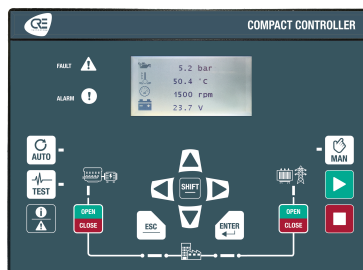 CRE
COMPACT CONTROLLER
FAULT
ALARM
5.2 bar
50.4 °C
1500 rpm
23.7 V
AUTO
MAN
TEST
SHIFT
OPEN
CLOSE
ESC
ENTER
OPEN
CLOSE